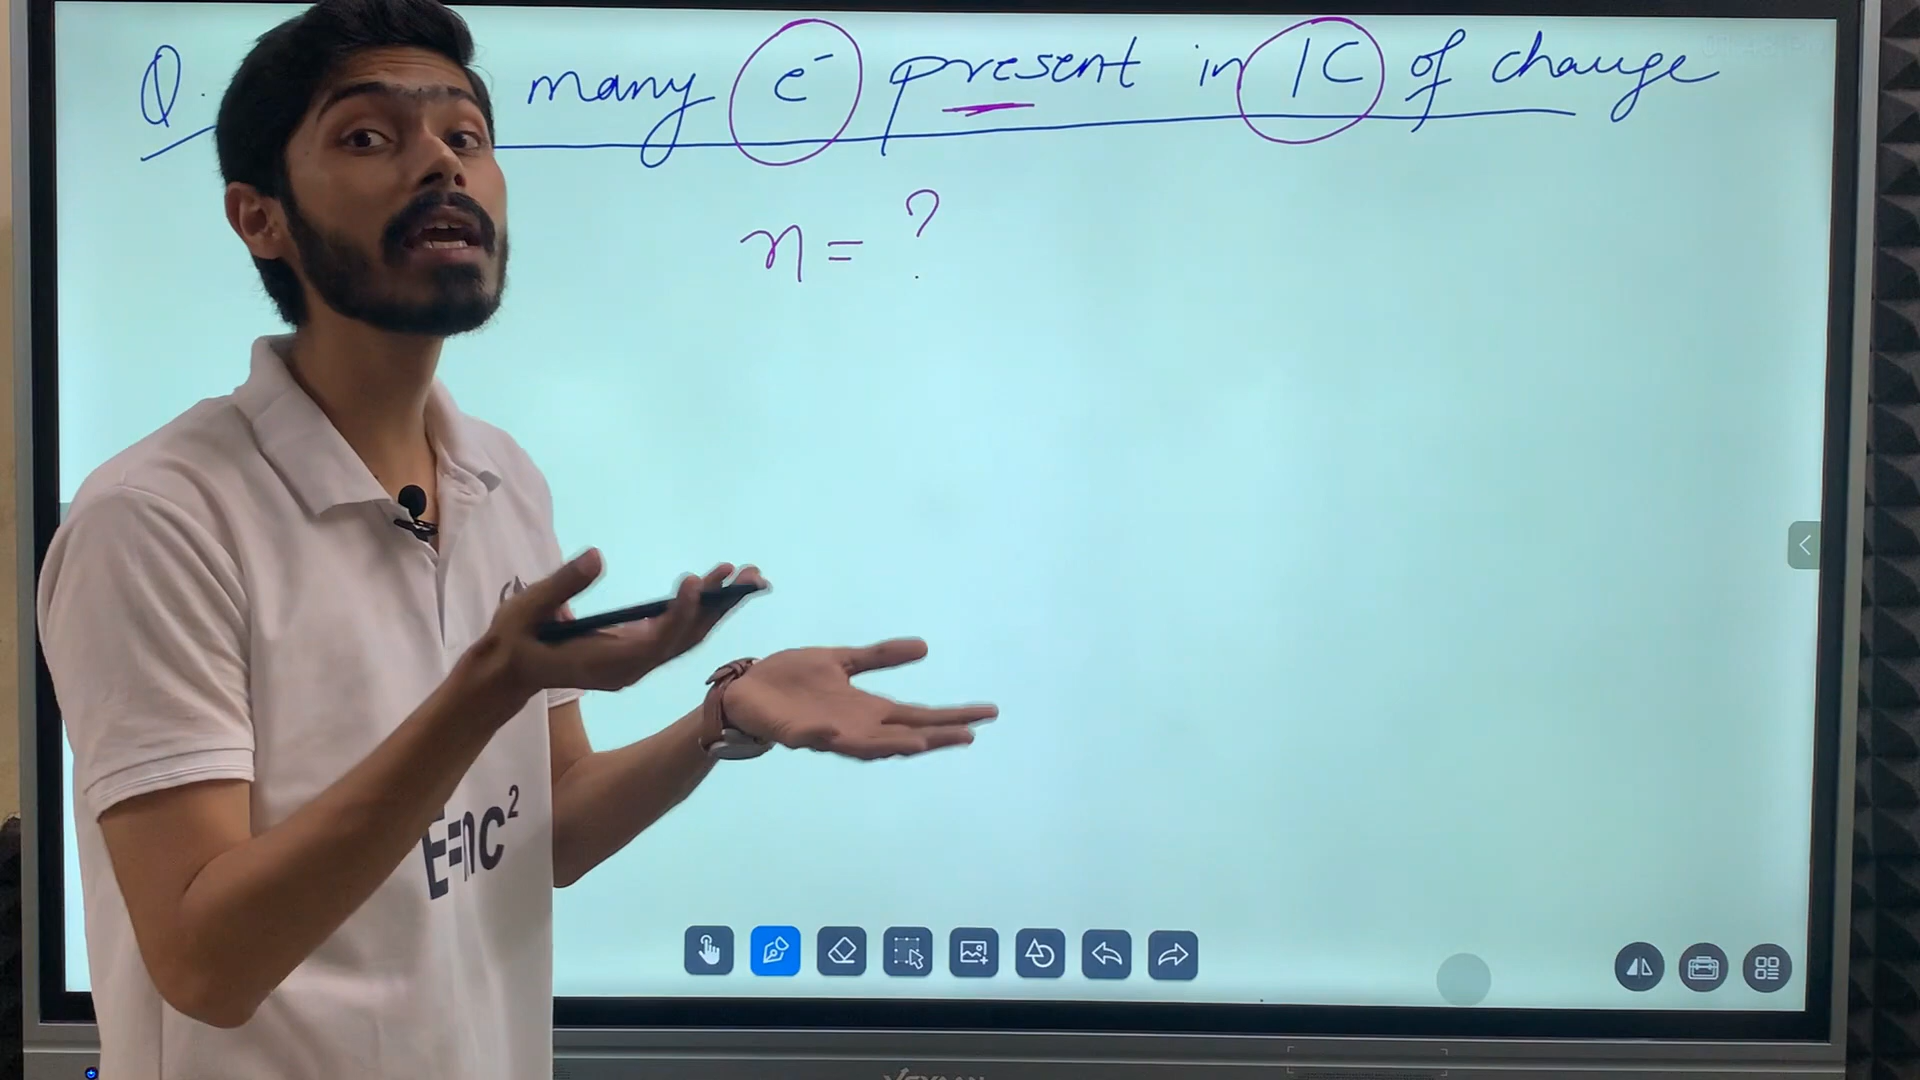 Q. many e⁻ present in 1C of charge
n = ?
E=mc²